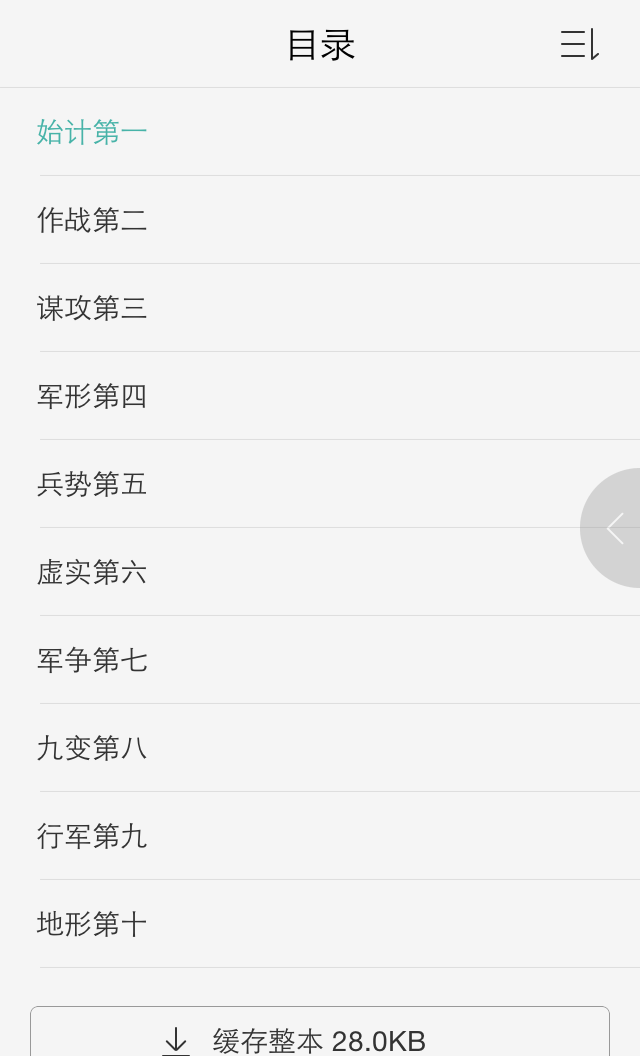 目录
始计第一
作战第二
谋攻第三
军形第四
兵势第五
虚实第六
军争第七
九变第八
行军第九
地形第十
缓存整本 28.0KB